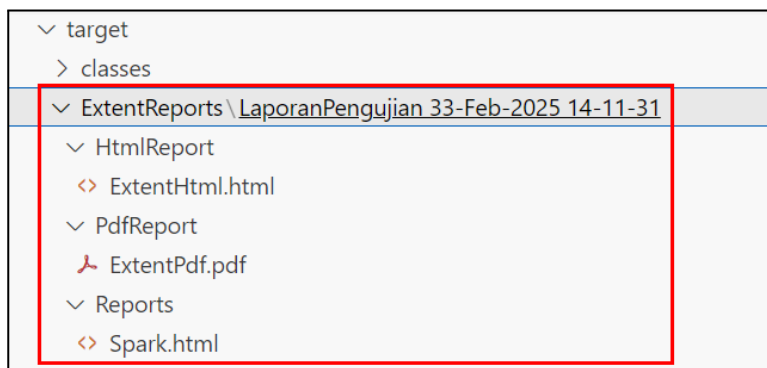 target
classes
ExtentReports\LaporanPengujian 33-Feb-2025 14-11-31
HtmlReport
ExtentHtml.html
PdfReport
ExtentPdf.pdf
Reports
Spark.html